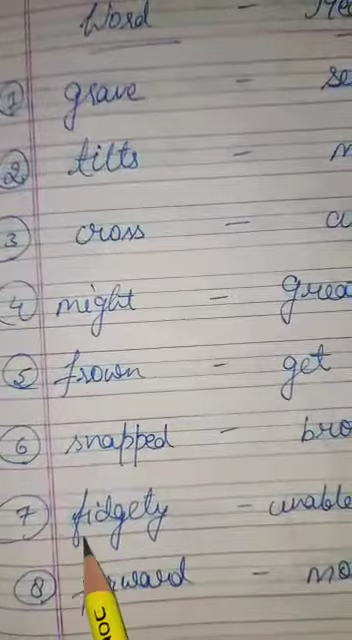 Word -
① grave - se
② tilts -
③ cross -
④ might - grea
⑤ frown - get
⑥ snapped - bro
⑦ fidgety - unable
⑧ ward - mo